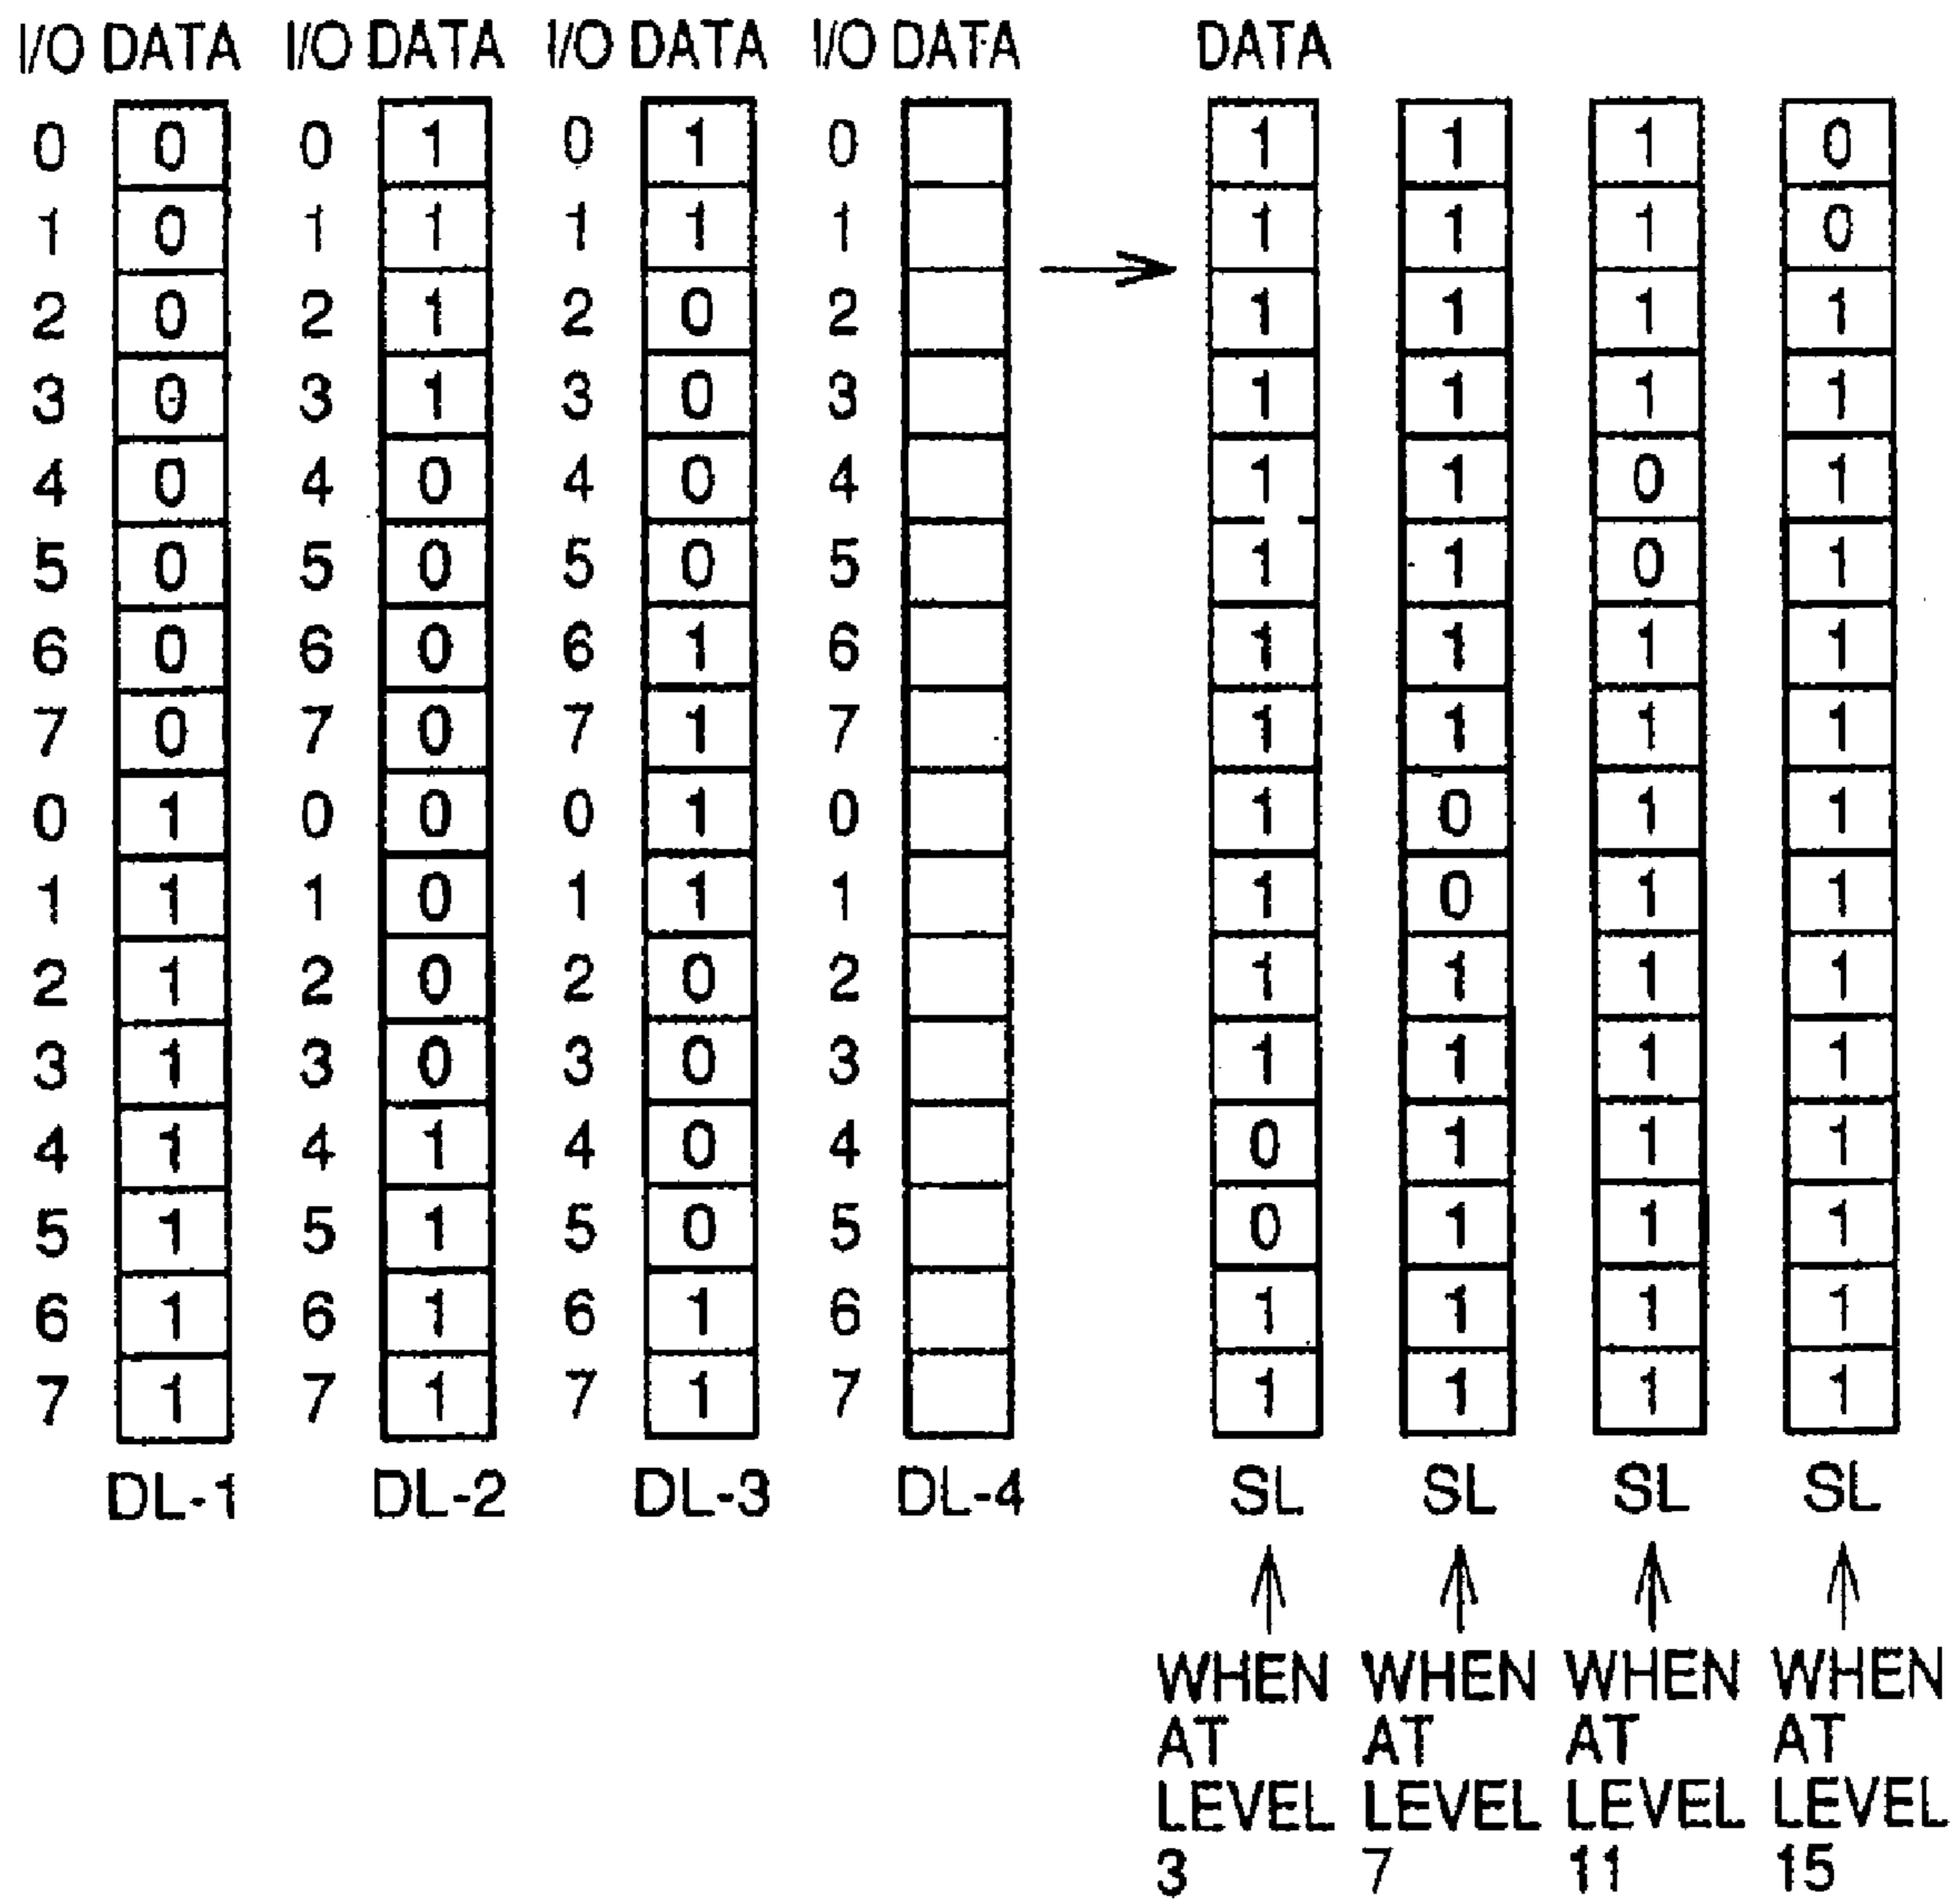 I/O DATA I/O DATA I/O DATA I/O DATA DATA
0 0 0 1 0 1 0 1 1 1 0
1 0 1 1 1 1 1 1 1 1 0
2 0 2 1 2 0 2 1 1 1 1
3 0 3 1 3 0 3 1 1 1 1
4 0 4 0 4 0 4 1 1 0 1
5 0 5 0 5 0 5 1 1 0 1
6 0 6 0 6 1 6 1 1 1 1
7 0 7 0 7 1 7 1 1 1 1
0 1 0 0 0 1 0 1 0 1 1
1 1 1 0 1 1 1 1 0 1 1
2 1 2 0 2 0 2 1 1 1 1
3 1 3 0 3 0 3 1 1 1 1
4 1 4 1 4 0 4 0 1 1 1
5 1 5 1 5 0 5 0 1 1 1
6 1 6 1 6 1 6 1 1 1 1
7 1 7 1 7 1 7 1 1 1 1
DL-1 DL-2 DL-3 DL-4 SL SL SL SL
WHEN WHEN WHEN WHEN
AT AT AT AT
LEVEL LEVEL LEVEL LEVEL
3 7 11 15